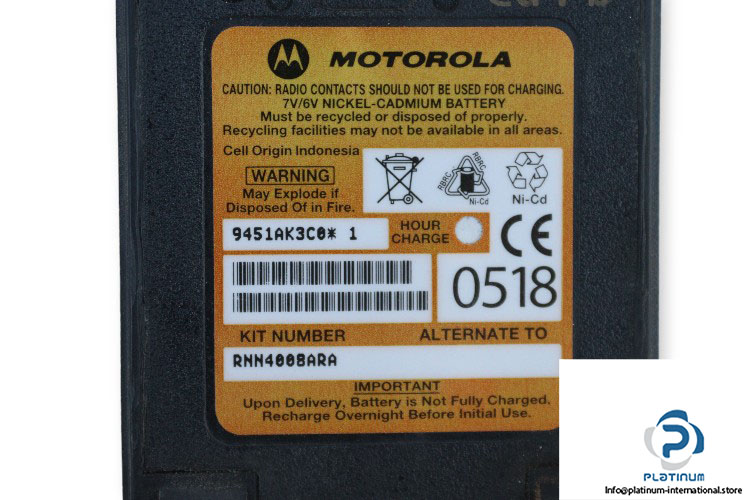 MOTOROLA
CAUTION: RADIO CONTACTS SHOULD NOT BE USED FOR CHARGING.
7V/6V NICKEL-CADMIUM BATTERY
Must be recycled or disposed of properly.
Recycling facilities may not be available in all areas.
Cell Origin Indonesia
WARNING
May Explode if
Disposed Of in Fire.
RBRC
RBRC
Ni-Cd
Ni-Cd
9451AK3C0* 1
HOUR
CHARGE
CE
0518
KIT NUMBER
ALTERNATE TO
RNN4008ARA
IMPORTANT
Upon Delivery, Battery is Not Fully Charged.
Recharge Overnight Before Initial Use.
PLATINUM
Info@platinum-international.store